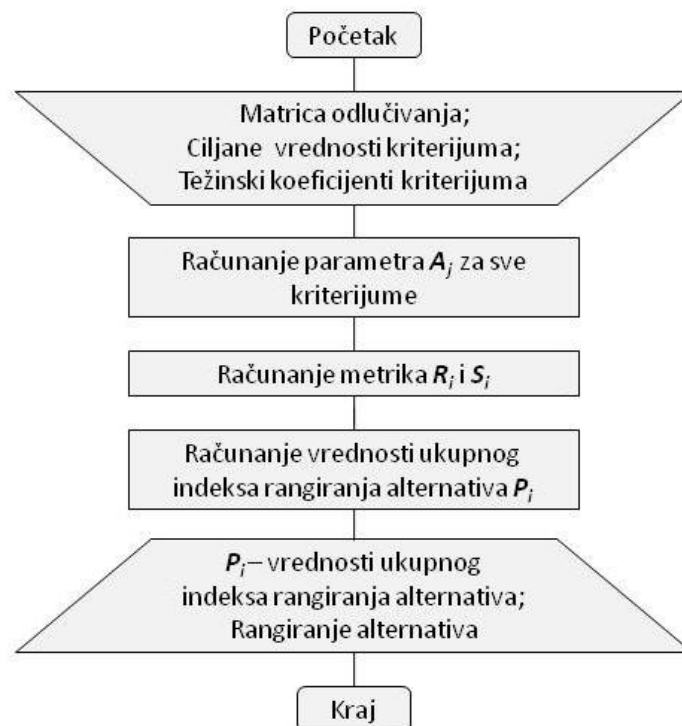 Početak
Matrica odlučivanja;
Ciljane vrednosti kriterijuma;
Težinski koeficijenti kriterijuma
Računanje parametra Aj za sve
kriterijume
Računanje metrika Ri i Si
Računanje vrednosti ukupnog
indeksa rangiranja alternativa Pi
Pi – vrednosti ukupnog
indeksa rangiranja alternativa;
Rangiranje alternativa
Kraj